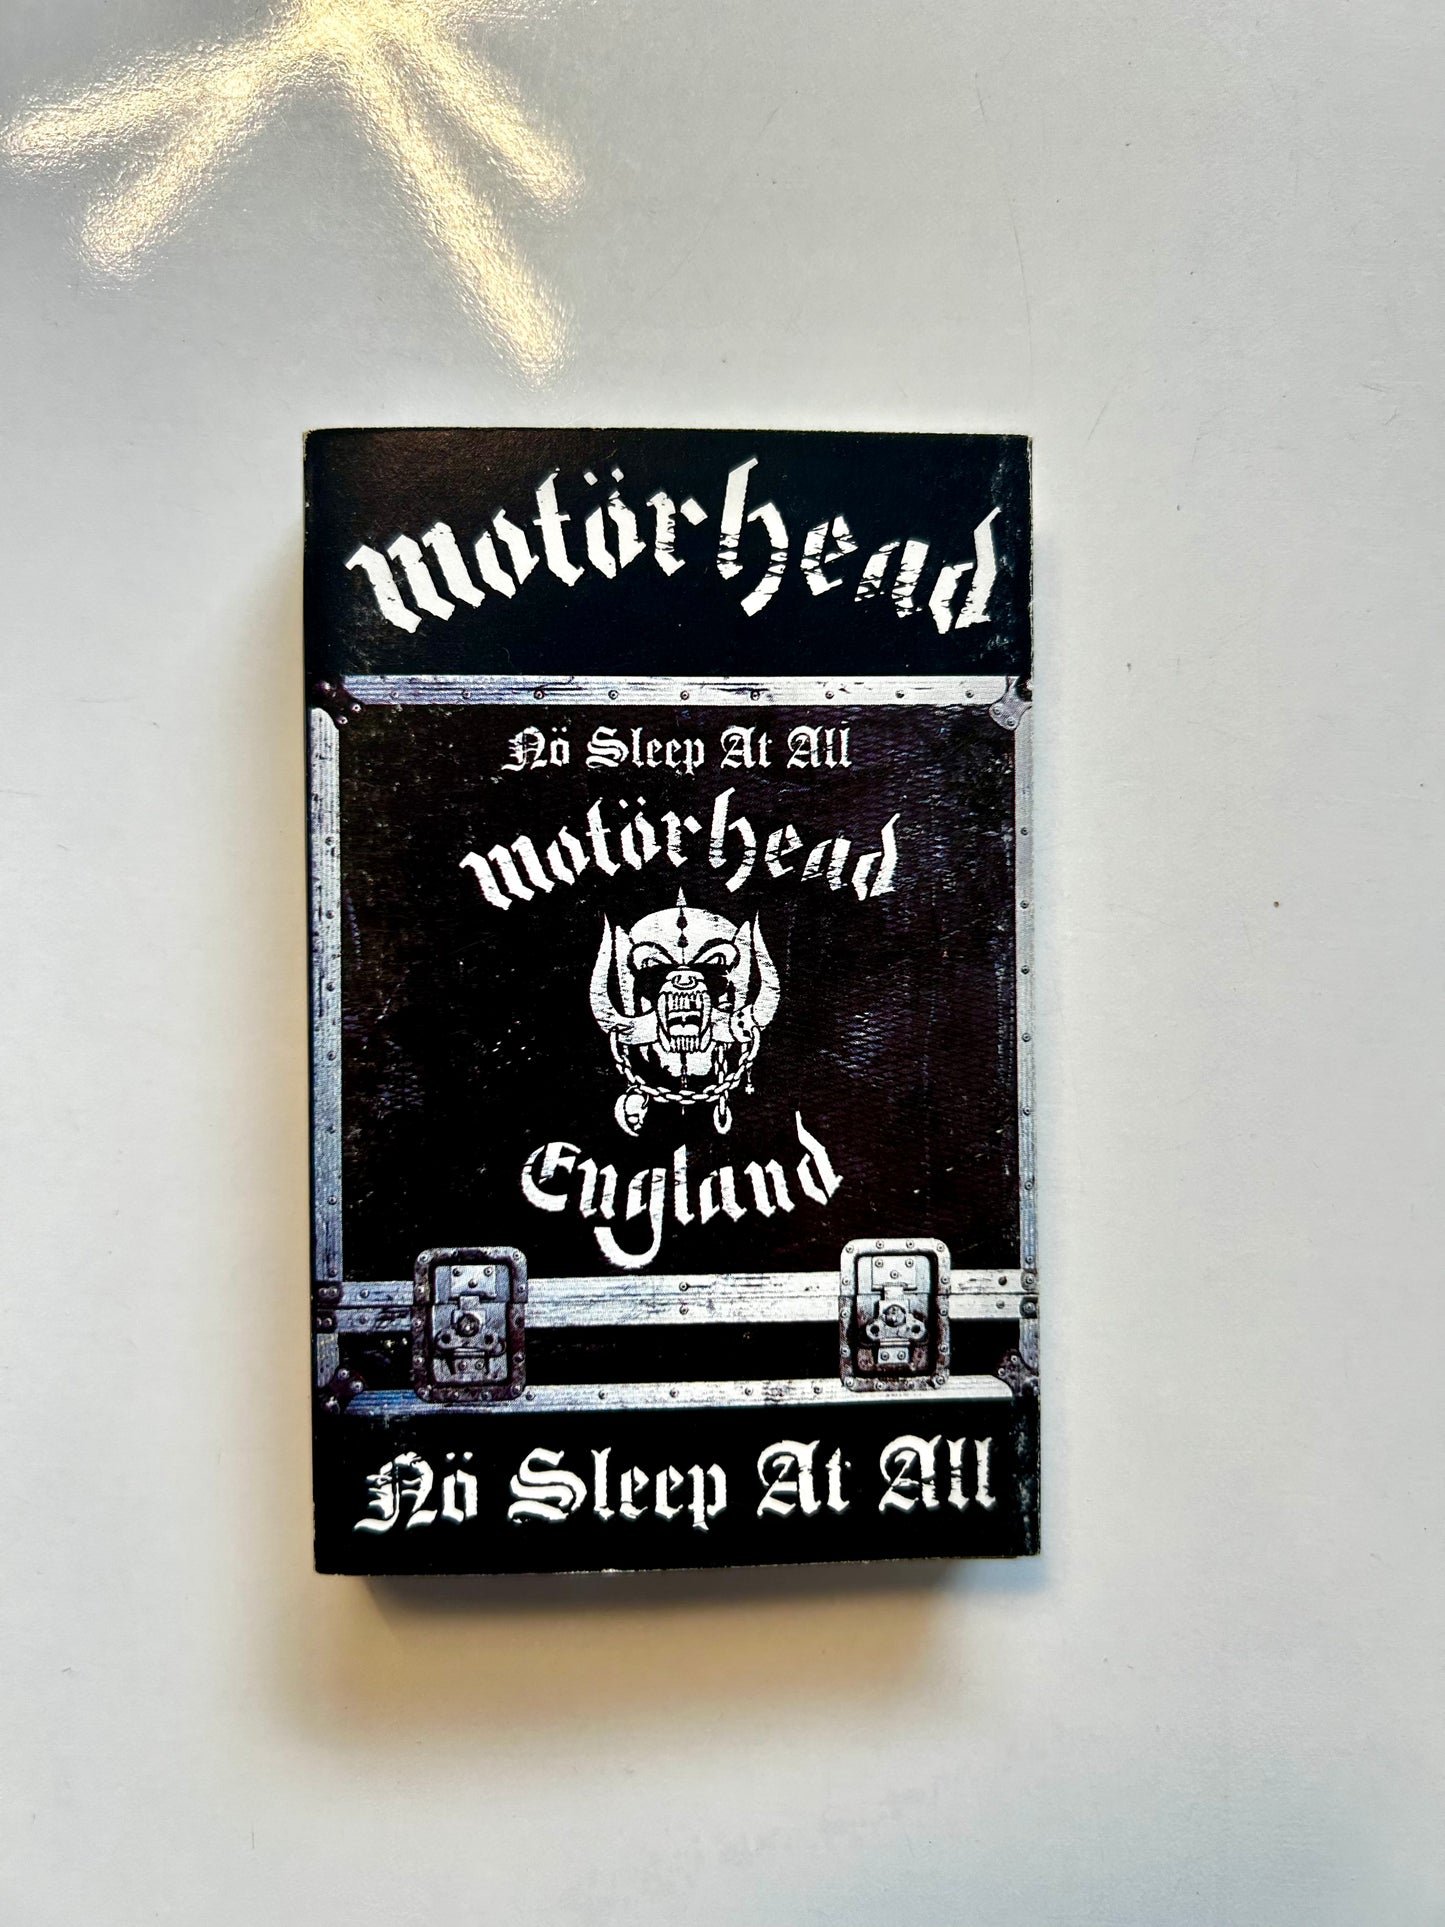 Motörhead
Nö Sleep At All
Motörhead
England
Nö Sleep At All